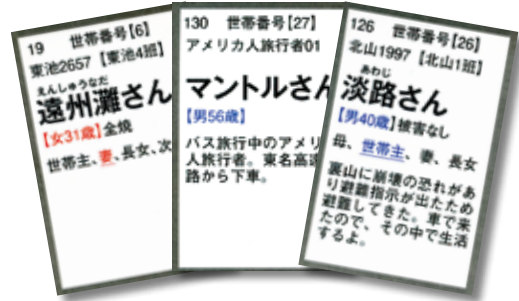 19 世帯番号【6】
東池2657【東池4班】
えんしゅうなだ
遠州灘さん
【女31歳】全焼
世帯主、妻、長女、次
130 世帯番号【27】
アメリカ人旅行者01
マントルさん
【男56歳】
バス旅行中のアメリ
人旅行者。東名高速
路から下車。
126 世帯番号【26】
北山1997【北山1班】
あわじ
淡路さん
【男40歳】被害なし
母、世帯主、妻、長女
裏山に崩壊の恐れがあ
り避難指示が出たため
避難してきた。車で来
たので、その中で生活
するよ。